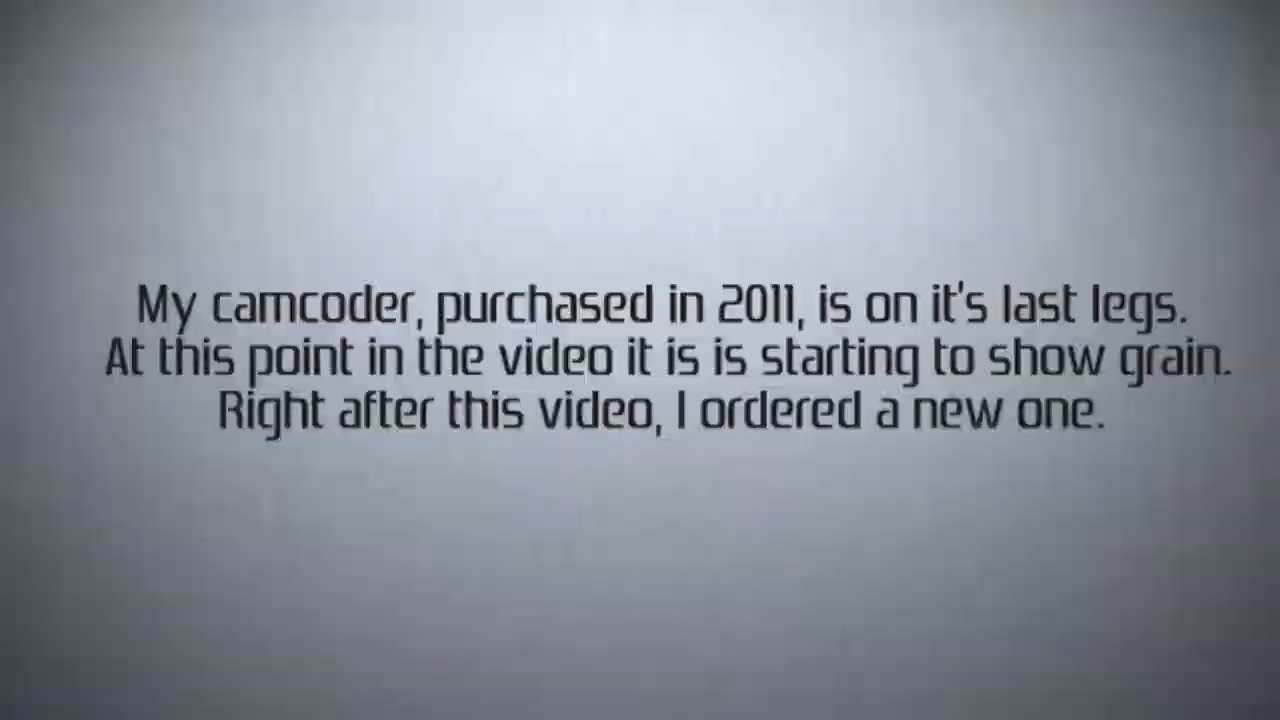 My camcoder, purchased in 2011, is on it's last legs.
At this point in the video it is is starting to show grain.
Right after this video, I ordered a new one.